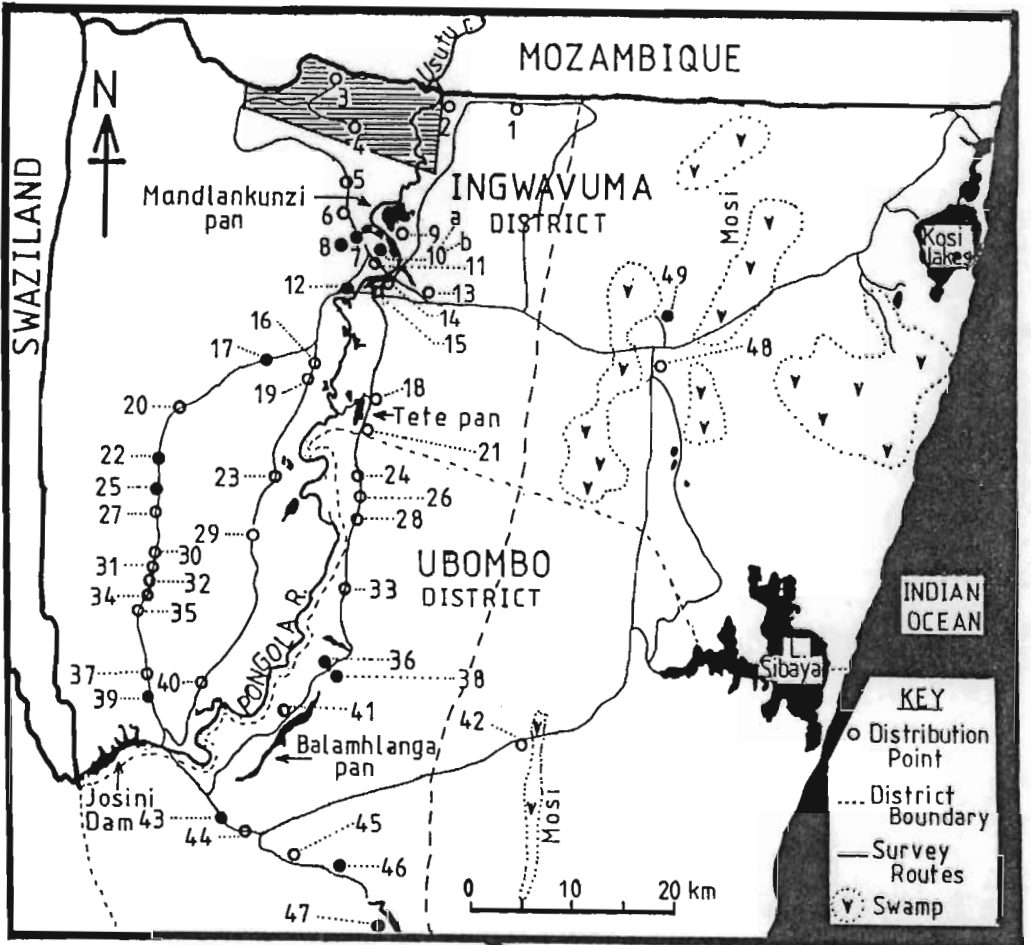 MOZAMBIQUE
Usutu r.
N
SWAZILAND
3
2
1
4
5
Mandlankunzi
pan
INGWAVUMA
DISTRICT
Mosi
6
9
a
8
10 b
7
11
Kosi
lakes
12
13
14
15
49
16
17
48
19
18
20
Tete pan
21
22
23
24
25
26
27
28
29
30
31
32
UBOMBO
DISTRICT
33
34
35
INDIAN
OCEAN
PONGOLA R.
36
37
38
L.
Sibaya
39
40
41
42
Balamhlanga
pan
Josini
Dam
43
44
45
Mosi
46
47
0 10 20 km
KEY
Distribution
Point
District
Boundary
Survey
Routes
Swamp